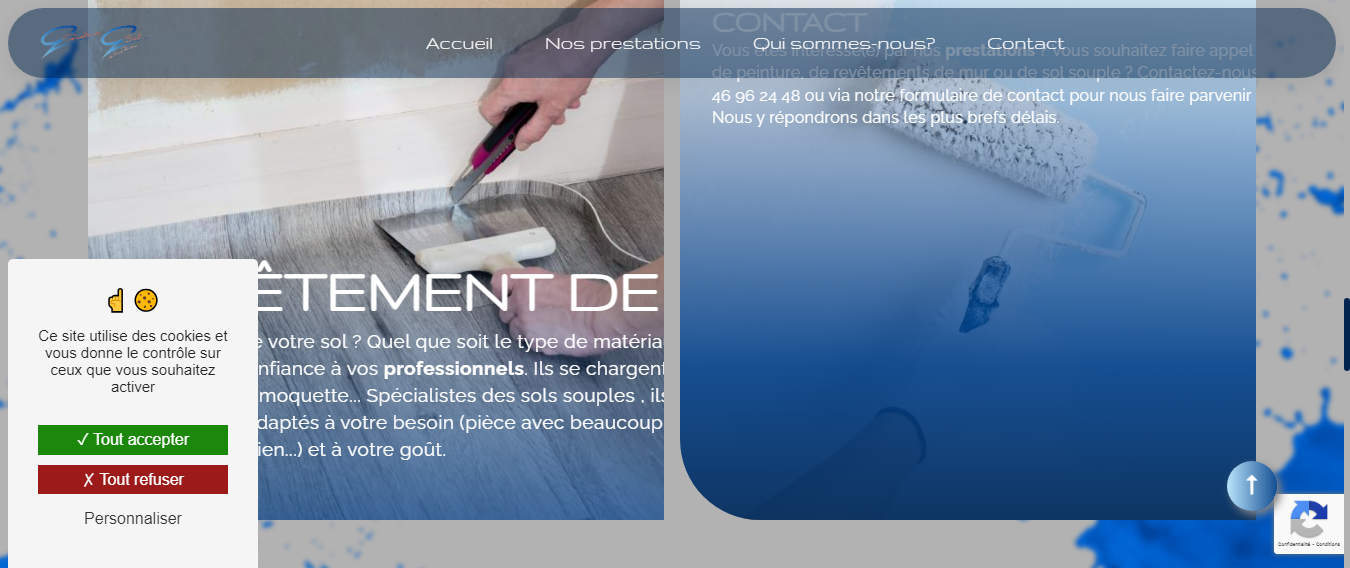 Accueil
Nos prestations
Qui sommes-nous?
Contact
CONTACT
Vous êtes intéressé(e) par nos prestations ? Vous souhaitez faire appel
de peinture, de revêtements de mur ou de sol souple ? Contactez-nous
46 96 24 48 ou via notre formulaire de contact pour nous faire parvenir
Nous y répondrons dans les plus brefs délais.
ÊTEMENT DE
votre sol ? Quel que soit le type de matéria
nfiance à vos professionnels. Ils se chargent
moquette... Spécialistes des sols souples , ils
daptés à votre besoin (pièce avec beaucoup
ien...) et à votre goût.
Ce site utilise des cookies et
vous donne le contrôle sur
ceux que vous souhaitez
activer
✓ Tout accepter
✗ Tout refuser
Personnaliser
Confidentialité - Conditions